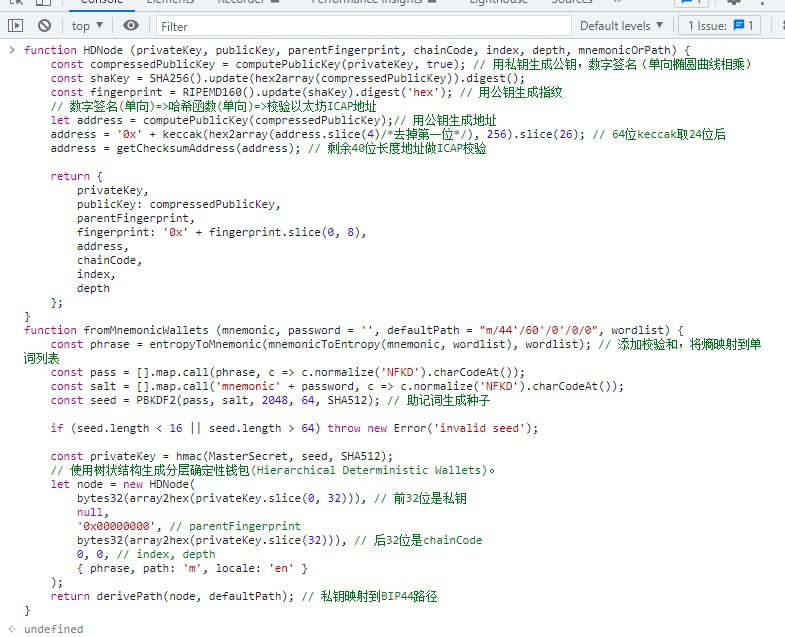 Console Elements Recorder Performance insights Lighthouse Sources
top ▼ Filter Default levels ▼ 1 Issue: 1
> function HDNode (privateKey, publicKey, parentFingerprint, chainCode, index, depth, mnemonicOrPath) {
const compressedPublicKey = computePublicKey(privateKey, true); // 用私钥生成公钥，数字签名（单向椭圆曲线相乘）
const shaKey = SHA256().update(hex2array(compressedPublicKey)).digest();
const fingerprint = RIPEMD160().update(shaKey).digest('hex'); // 用公钥生成指纹
// 数字签名(单向)=>哈希函数(单向)=>校验以太坊ICAP地址
let address = computePublicKey(compressedPublicKey);// 用公钥生成地址
address = '0x' + keccak(hex2array(address.slice(4)/*去掉第一位*/), 256).slice(26); // 64位keccak取24位后
address = getChecksumAddress(address); // 剩余40位长度地址做ICAP校验
return {
privateKey,
publicKey: compressedPublicKey,
parentFingerprint,
fingerprint: '0x' + fingerprint.slice(0, 8),
address,
chainCode,
index,
depth
};
}
function fromMnemonicWallets (mnemonic, password = '', defaultPath = "m/44'/60'/0'/0/0", wordlist) {
const phrase = entropyToMnemonic(mnemonicToEntropy(mnemonic, wordlist), wordlist); // 添加校验和，将熵映射到单
词列表
const pass = [].map.call(phrase, c => c.normalize('NFKD').charCodeAt());
const salt = [].map.call('mnemonic' + password, c => c.normalize('NFKD').charCodeAt());
const seed = PBKDF2(pass, salt, 2048, 64, SHA512); // 助记词生成种子
if (seed.length < 16 || seed.length > 64) throw new Error('invalid seed');
const privateKey = hmac(MasterSecret, seed, SHA512);
// 使用树状结构生成分层确定性钱包(Hierarchical Deterministic Wallets)。
let node = new HDNode(
bytes32(array2hex(privateKey.slice(0, 32))), // 前32位是私钥
null,
'0x00000000', // parentFingerprint
bytes32(array2hex(privateKey.slice(32))), // 后32位是chainCode
0, 0, // index, depth
{ phrase, path: 'm', locale: 'en' }
);
return derivePath(node, defaultPath); // 私钥映射到BIP44路径
}
undefined